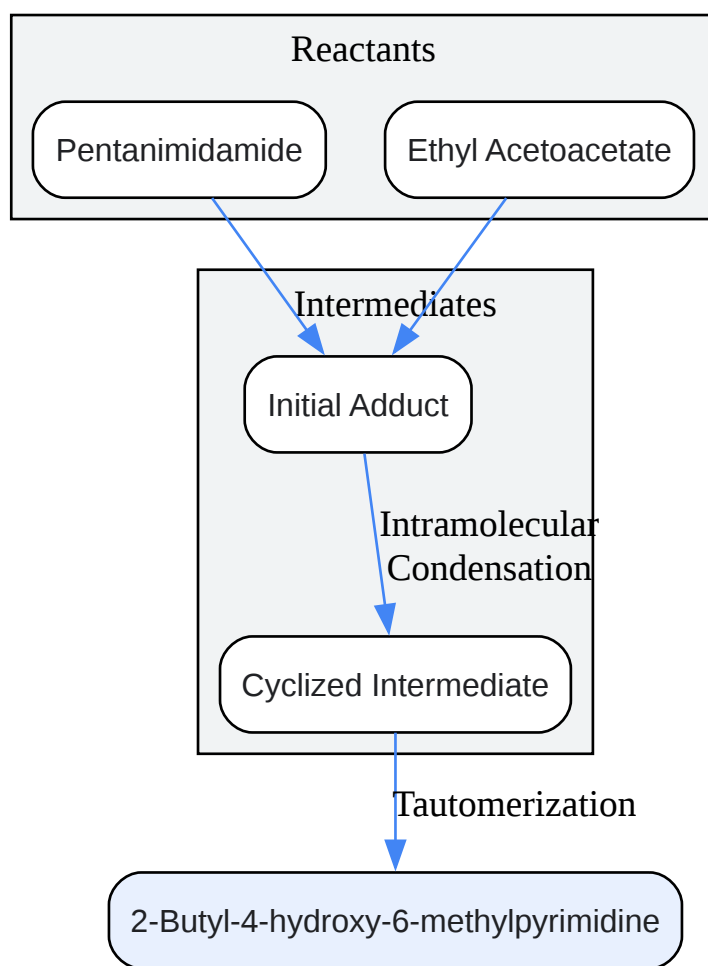 Reactants
Pentanimidamide
Ethyl Acetoacetate
Intermediates
Initial Adduct
Intramolecular
Condensation
Cyclized Intermediate
Tautomerization
2-Butyl-4-hydroxy-6-methylpyrimidine